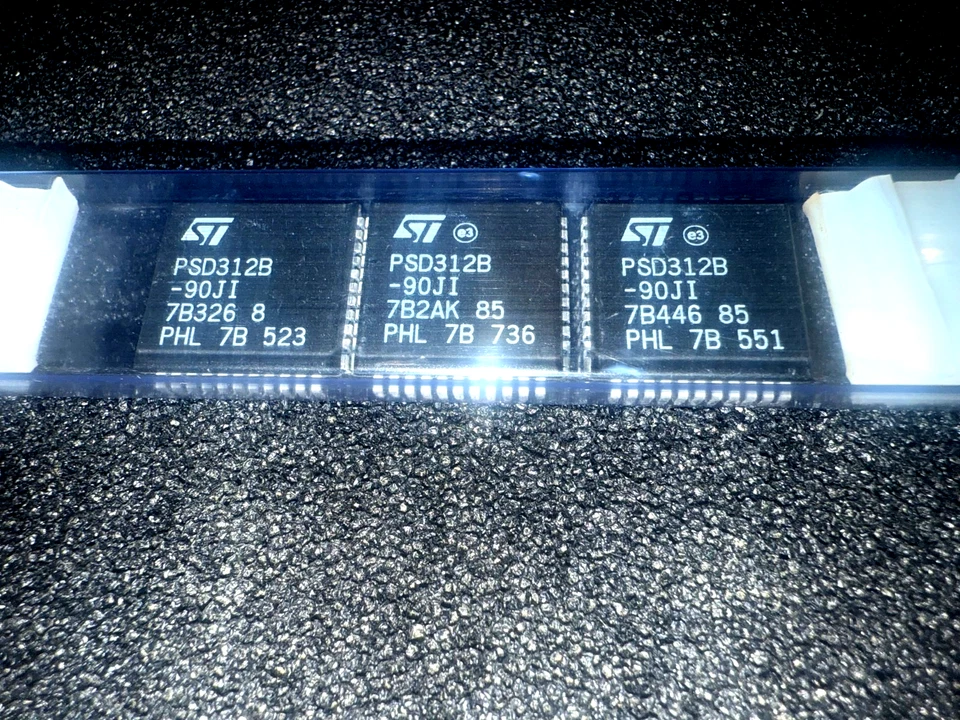 ST
PSD312B
-90JI
7B326 8
PHL 7B 523
ST e3
PSD312B
-90JI
7B2AK 85
PHL 7B 736
ST e3
PSD312B
-90JI
7B446 85
PHL 7B 551